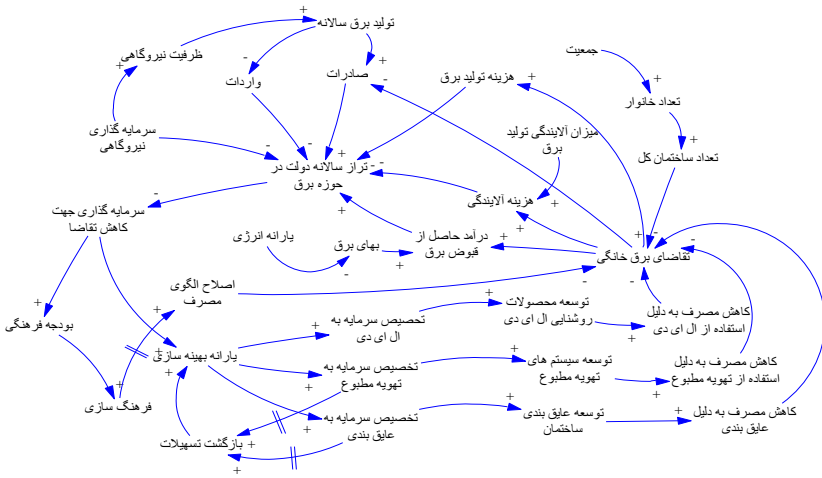 تولید برق سالانه
ظرفیت نیروگاهی
واردات
صادرات
هزینه تولید برق
جمعیت
تعداد خانوار
سرمایه گذاری
نیروگاهی
میزان آلایندگی تولید
برق
تعداد ساختمان کل
تراز سالانه دولت در
حوزه برق
هزینه آلایندگی
سرمایه گذاری جهت
کاهش تقاضا
یارانه انرژی
بهای برق
درآمد حاصل از
قبوض برق
تقاضای برق خانگی
اصلاح الگوی
مصرف
بودجه فرهنگی
تحصیص سرمایه به
ال ای دی
توسعه محصولات
روشنایی ال ای دی
کاهش مصرف به دلیل
استفاده از ال ای دی
یارانه بهینه سازی
تخصیص سرمایه به
تهویه مطبوع
توسعه سیستم های
تهویه مطبوع
کاهش مصرف به دلیل
استفاده از تهویه مطبوع
فرهنگ سازی
تخصیص سرمایه به
عایق بندی
توسعه عایق بندی
ساختمان
کاهش مصرف به دلیل
عایق بندی
بازگشت تسهیلات